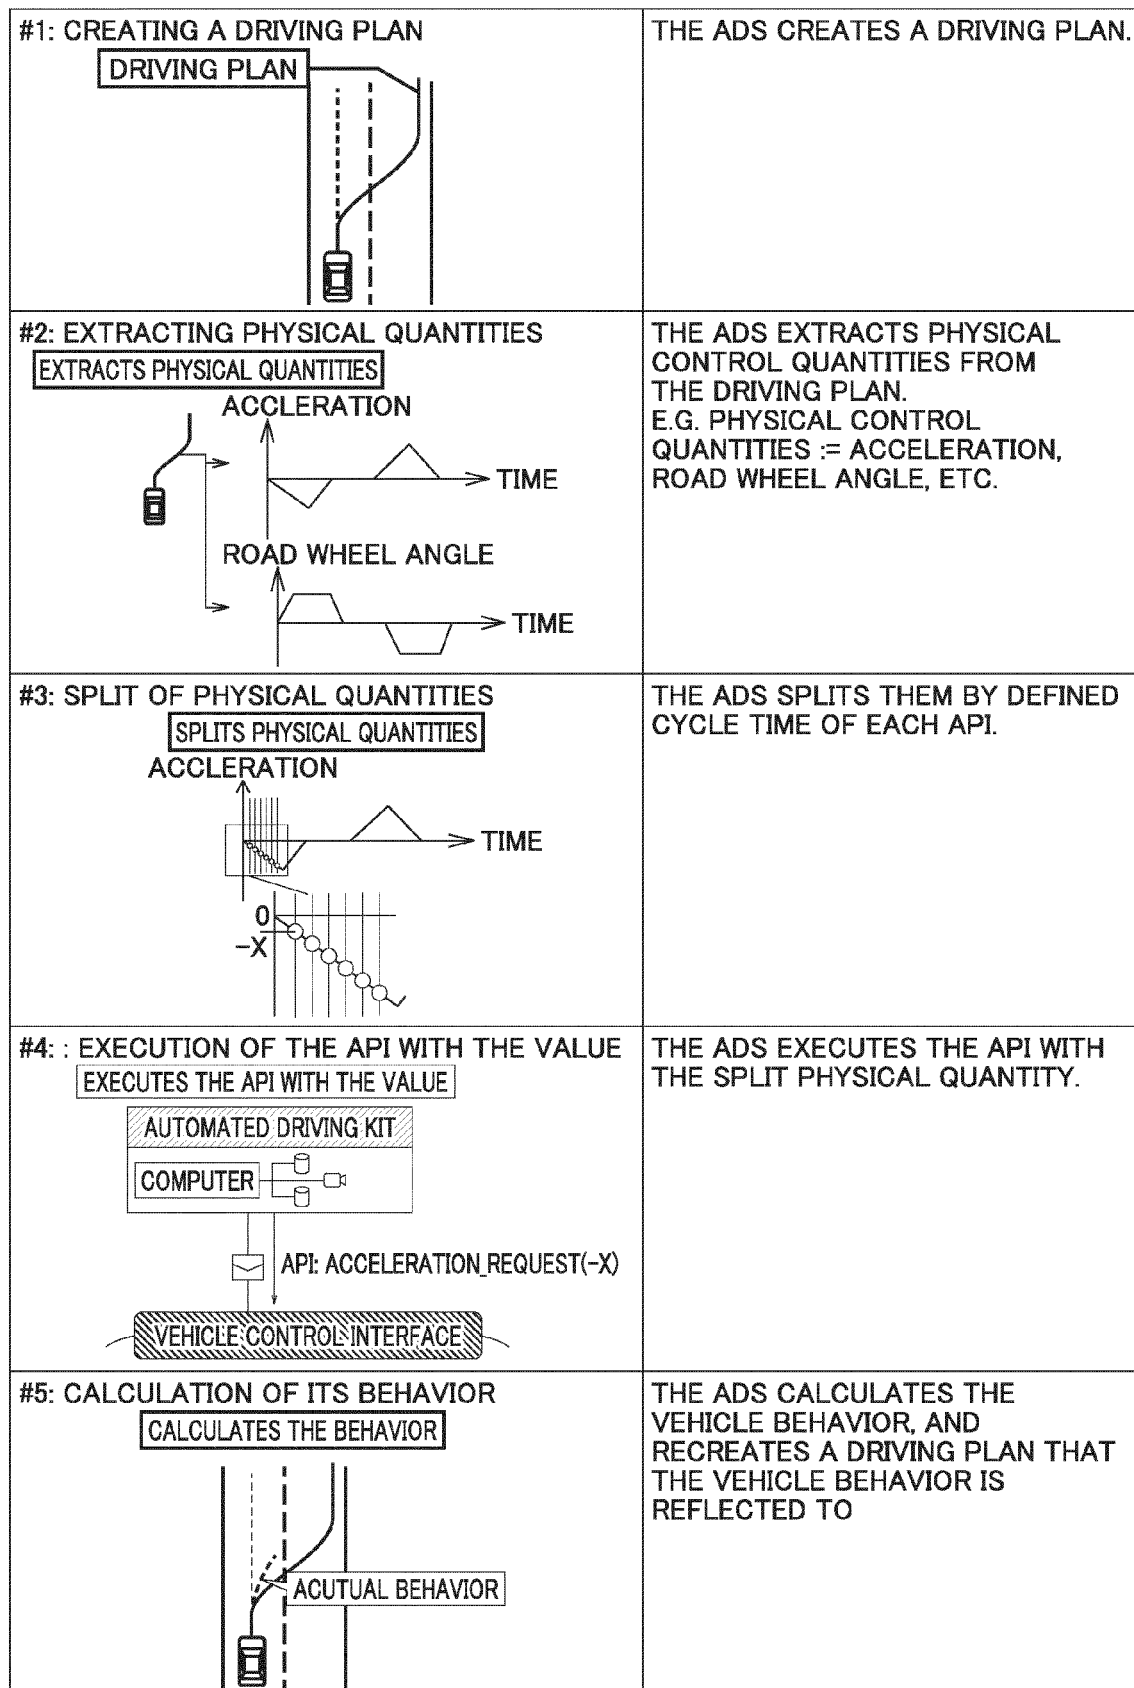 #1: CREATING A DRIVING PLAN
DRIVING PLAN
THE ADS CREATES A DRIVING PLAN.
#2: EXTRACTING PHYSICAL QUANTITIES
EXTRACTS PHYSICAL QUANTITIES
ACCLERATION
TIME
ROAD WHEEL ANGLE
TIME
THE ADS EXTRACTS PHYSICAL
CONTROL QUANTITIES FROM
THE DRIVING PLAN.
E.G. PHYSICAL CONTROL
QUANTITIES := ACCELERATION,
ROAD WHEEL ANGLE, ETC.
#3: SPLIT OF PHYSICAL QUANTITIES
SPLITS PHYSICAL QUANTITIES
ACCLERATION
TIME
0
-X
THE ADS SPLITS THEM BY DEFINED
CYCLE TIME OF EACH API.
#4: : EXECUTION OF THE API WITH THE VALUE
EXECUTES THE API WITH THE VALUE
AUTOMATED DRIVING KIT
COMPUTER
API: ACCELERATION_REQUEST(-X)
VEHICLE CONTROL INTERFACE
THE ADS EXECUTES THE API WITH
THE SPLIT PHYSICAL QUANTITY.
#5: CALCULATION OF ITS BEHAVIOR
CALCULATES THE BEHAVIOR
ACUTUAL BEHAVIOR
THE ADS CALCULATES THE
VEHICLE BEHAVIOR, AND
RECREATES A DRIVING PLAN THAT
THE VEHICLE BEHAVIOR IS
REFLECTED TO